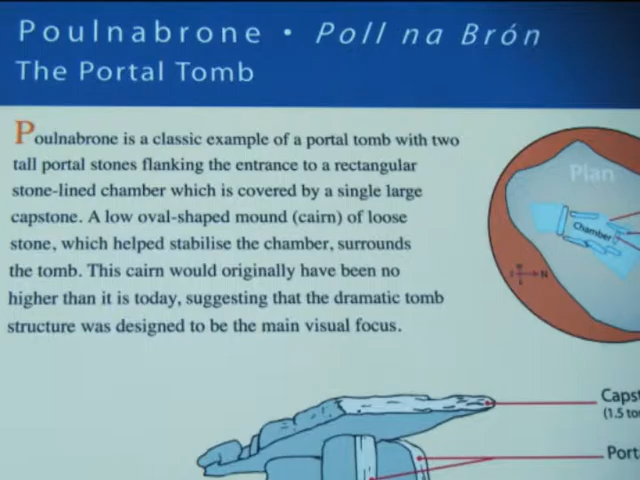 Poulnabrone • Poll na Brón
The Portal Tomb
Poulnabrone is a classic example of a portal tomb with two
tall portal stones flanking the entrance to a rectangular
stone-lined chamber which is covered by a single large
capstone. A low oval-shaped mound (cairn) of loose
stone, which helped stabilise the chamber, surrounds
the tomb. This cairn would originally have been no
higher than it is today, suggesting that the dramatic tomb
structure was designed to be the main visual focus.
Plan
Chamber
N
Capst
(1.5 to
Port